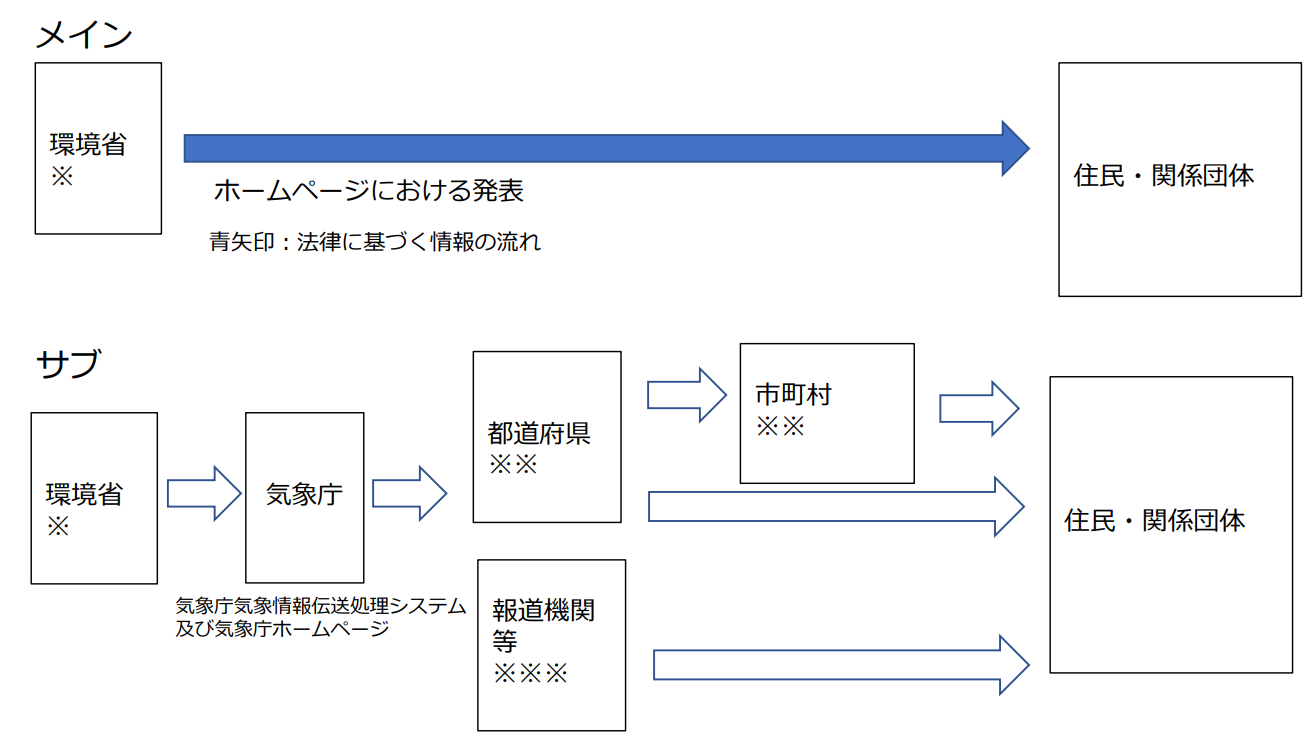 メイン
環境省
※
ホームページにおける発表
青矢印：法律に基づく情報の流れ
住民・関係団体
サブ
環境省
※
気象庁
気象庁気象情報伝送処理システム
及び気象庁ホームページ
都道府県
※※
市町村
※※
報道機関
等
※※※
住民・関係団体